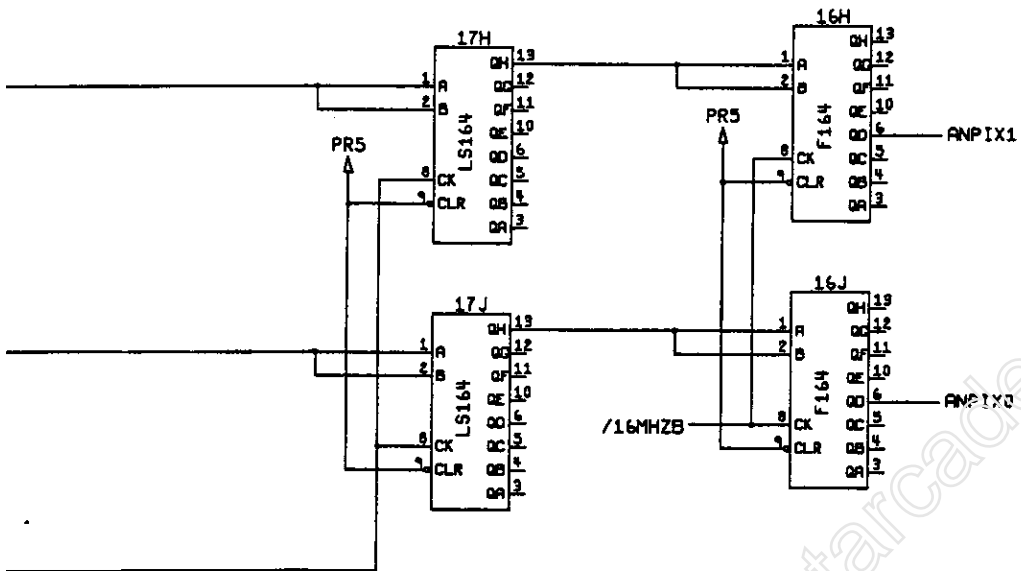 17H
1 A
2 B
8 CK
9 CLR
LS164
QH 13
QG 12
QF 11
QE 10
QD 6
QC 5
QB 4
QA 3
PR5
16H
1 A
2 B
8 CK
9 CLR
F164
QH 13
QG 12
QF 11
QE 10
QD 6
QC 5
QB 4
QA 3
ANPIX1
PR5
17J
1 A
2 B
8 CK
9 CLR
LS164
QH 13
QG 12
QF 11
QE 10
QD 6
QC 5
QB 4
QA 3
16J
1 A
2 B
8 CK
9 CLR
F164
QH 13
QG 12
QF 11
QE 10
QD 6
QC 5
QB 4
QA 3
ANPIX0
/16MHZB
tarcade